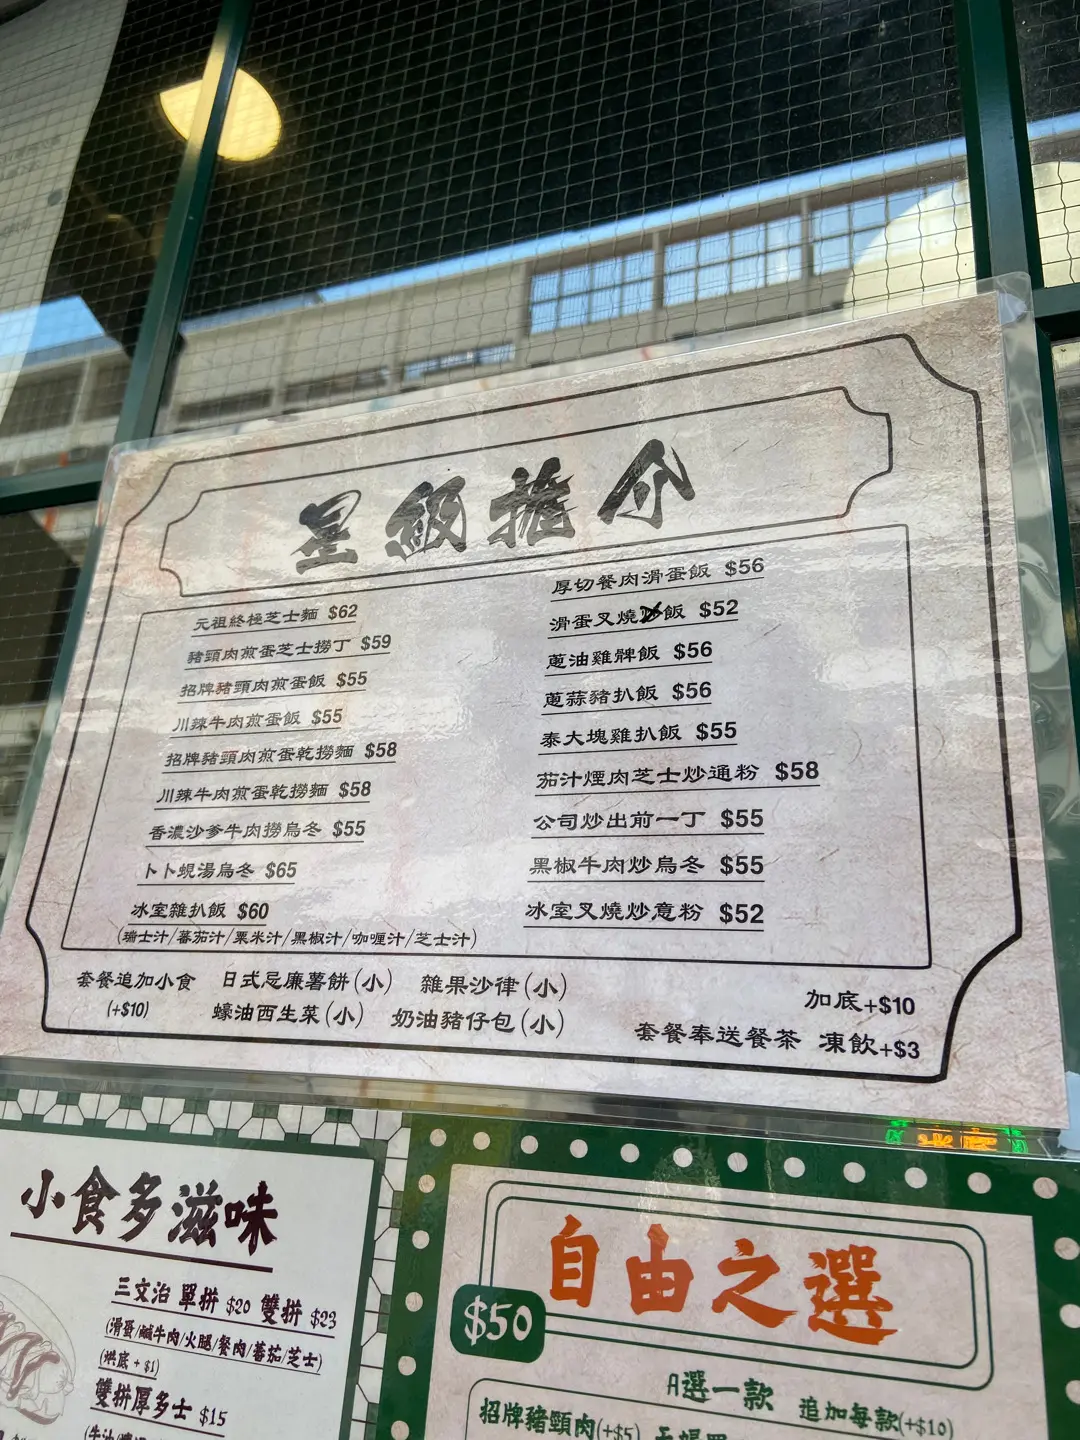 星級推介
元祖終極芝士麵 $62
豬頸肉煎蛋芝士撈丁 $59
招牌豬頸肉煎蛋飯 $55
川辣牛肉煎蛋飯 $55
招牌豬頸肉煎蛋乾撈麵 $58
川辣牛肉煎蛋乾撈麵 $58
香濃沙爹牛肉撈烏冬 $55
卜卜蜆湯烏冬 $65
冰室雜扒飯 $60
(瑞士汁/蕃茄汁/粟米汁/黑椒汁/咖喱汁/芝士汁)
厚切餐肉滑蛋飯 $56
滑蛋叉燒飯 $52
蔥油雞髀飯 $56
蔥蒜豬扒飯 $56
泰大塊雞扒飯 $55
茄汁煙肉芝士炒通粉 $58
公司炒出前一丁 $55
黑椒牛肉炒烏冬 $55
冰室叉燒炒意粉 $52
套餐追加小食 日式忌廉薯餅(小) 雜果沙律(小)
(+$10) 蠔油西生菜(小) 奶油豬仔包(小)
加底+$10
套餐奉送餐茶 凍飲+$3
小食多滋味
三文治 單拼 $20 雙拼 $23
(滑蛋/鹹牛肉/火腿/餐肉/蕃茄/芝士)
(烘底 + $1)
雙拼厚多士 $15
自由之選
$50
A選一款 追加每款(+$10)
招牌豬頸肉(+$5)